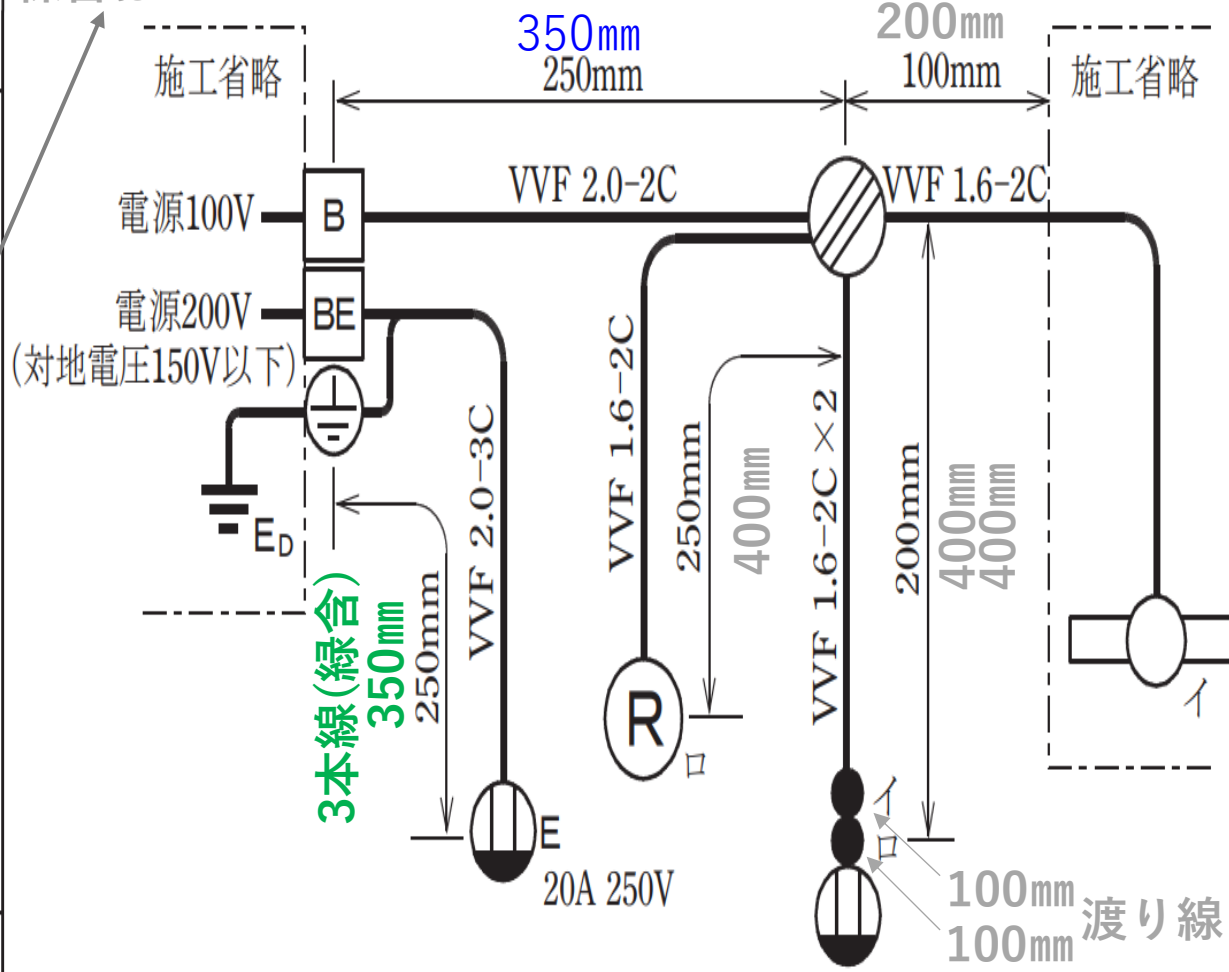 350mm
200mm
施工省略
250mm
100mm
施工省略
VVF 2.0-2C
VVF 1.6-2C
電源100V
B
電源200V
BE
(対地電圧150V以下)
ED
3本線(緑含)
350mm
250mm
VVF 2.0-3C
VVF 1.6-2C
250mm
400mm
VVF 1.6-2C×2
200mm
400mm
400mm
R
ロ
イ
イ
ロ
E
20A 250V
100mm
100mm
渡り線